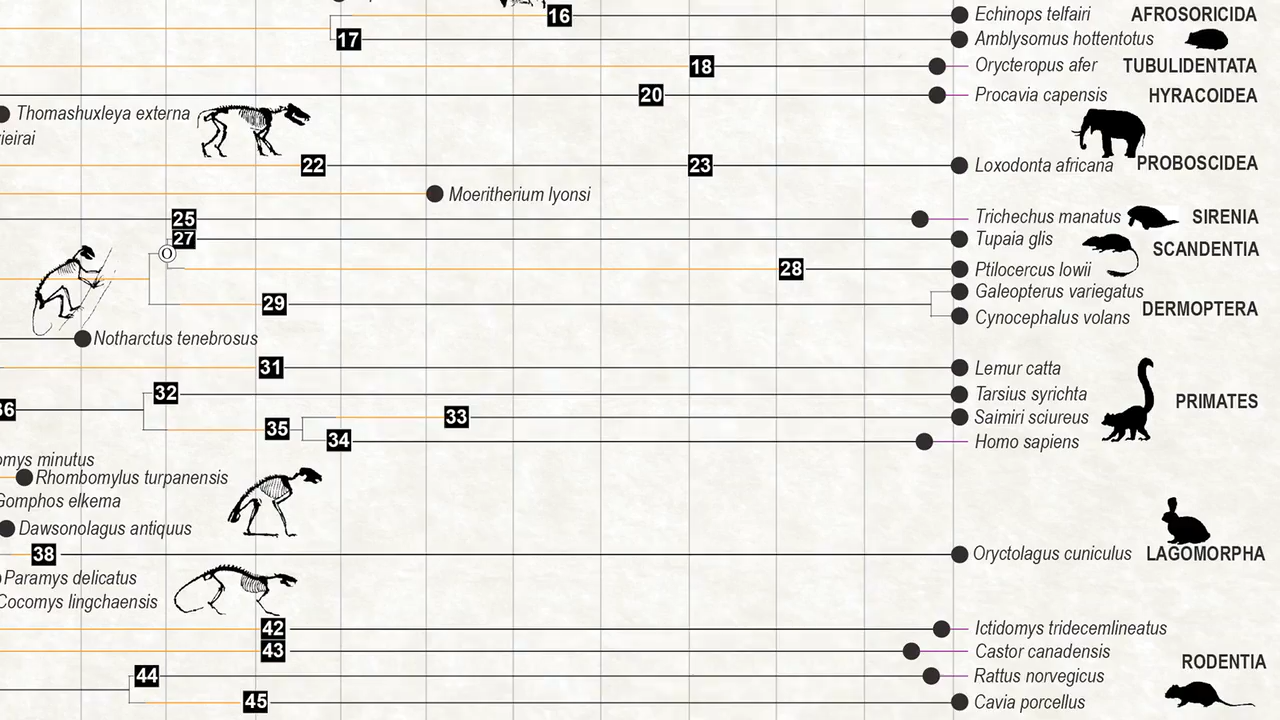 16 Echinops telfairi AFROSORICIDA
17 Amblysomus hottentotus
18 Orycteropus afer TUBULIDENTATA
20 Procavia capensis HYRACOIDEA
Thomashuxleya externa
ieirai
22 23 Loxodonta africana PROBOSCIDEA
Moeritherium lyonsi
25 Trichechus manatus SIRENIA
27 Tupaia glis
SCANDENTIA
O
28 Ptilocercus lowii
29 Galeopterus variegatus
DERMOPTERA
Cynocephalus volans
Notharctus tenebrosus
31 Lemur catta
32 Tarsius syrichta
PRIMATES
36 33 Saimiri sciureus
35
34 Homo sapiens
omys minutus
Rhombomylus turpanensis
Gomphos elkema
Dawsonolagus antiquus
38 Oryctolagus cuniculus LAGOMORPHA
Paramys delicatus
Cocomys lingchaensis
42 Ictidomys tridecemlineatus
43 Castor canadensis
RODENTIA
44 Rattus norvegicus
45 Cavia porcellus